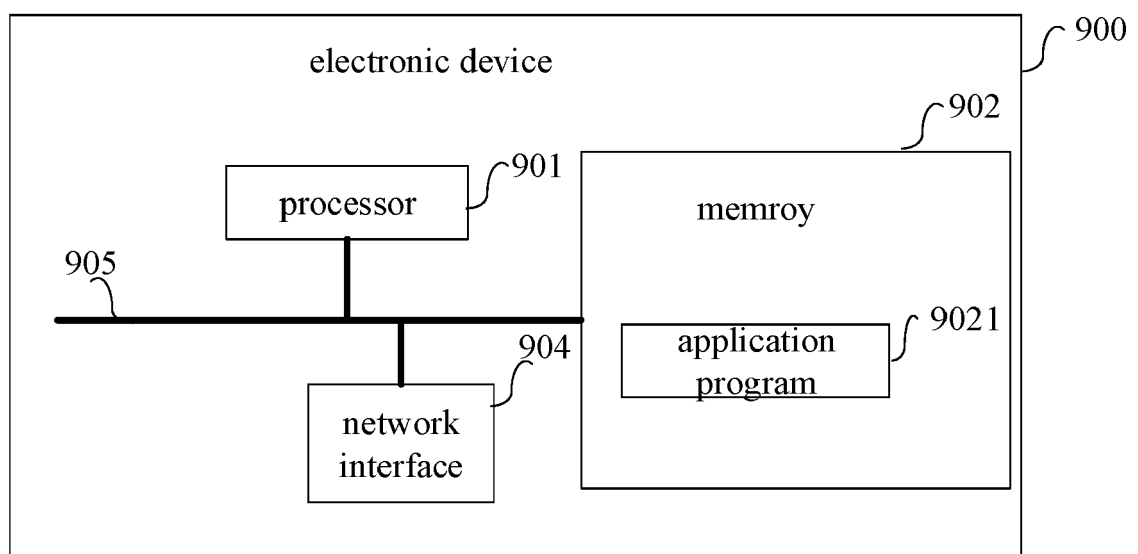 900
electronic device
902
901
processor
memroy
905
9021
904
application
program
network
interface